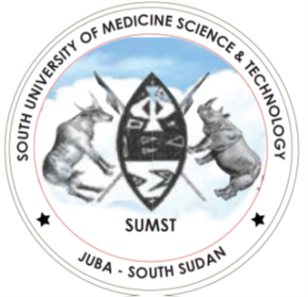 SOUTH UNIVERSITY OF MEDICINE SCIENCE & TECHNOLOGY
SUMST
JUBA - SOUTH SUDAN